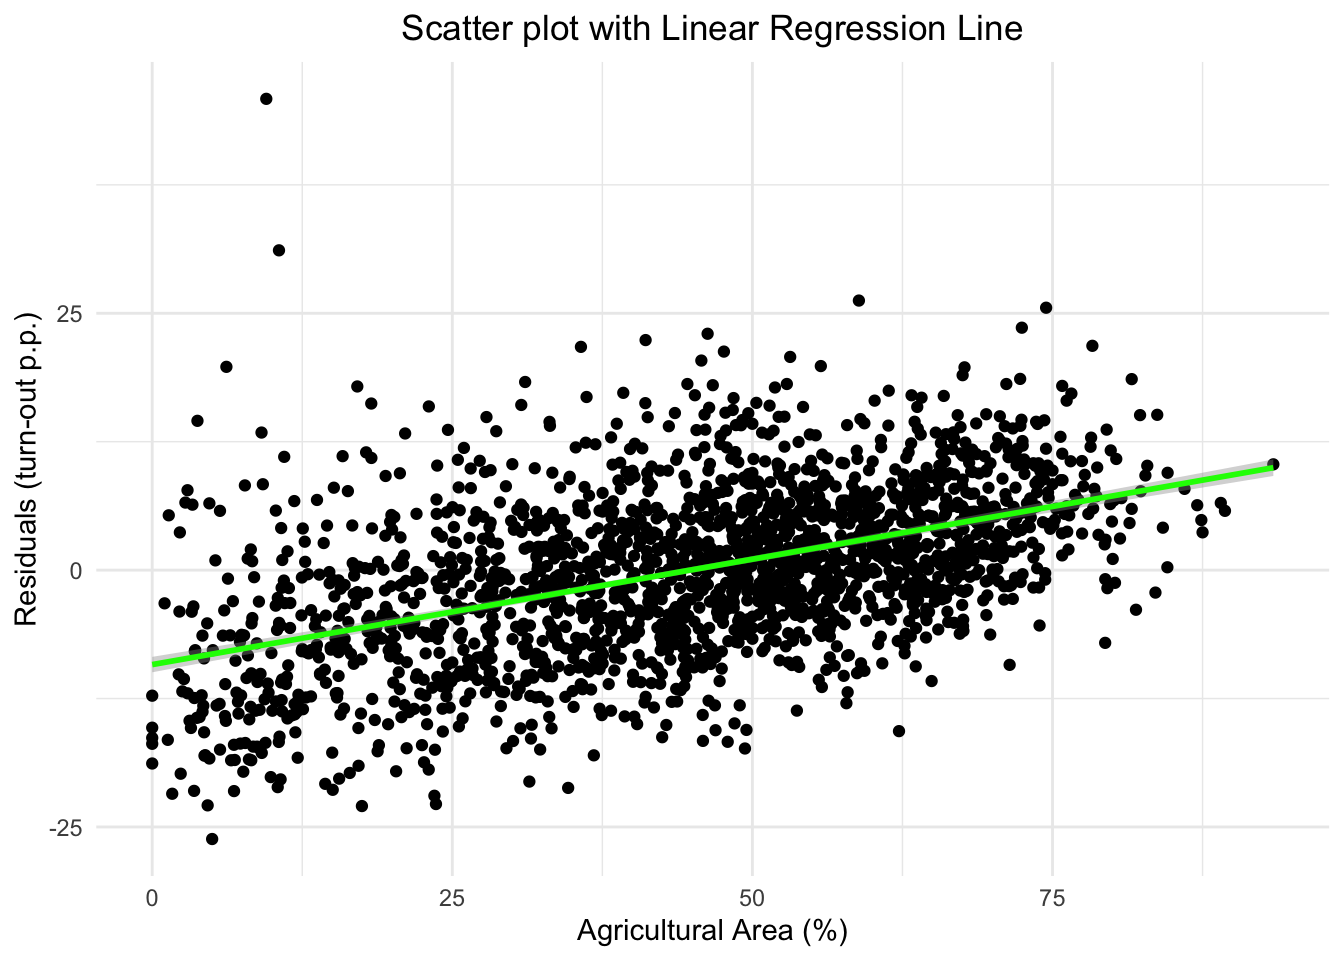 Scatter plot with Linear Regression Line
Residuals (turn-out p.p.)
25
0
-25
0
25
50
75
Agricultural Area (%)